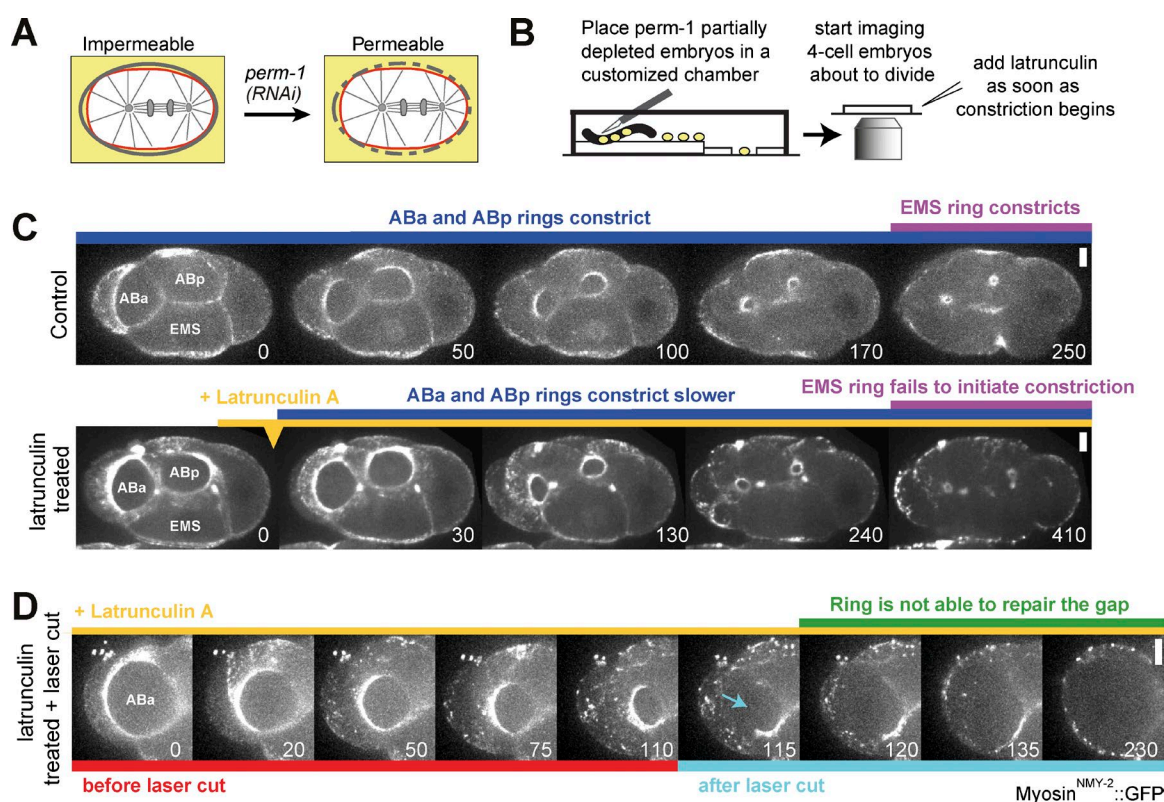 A
Impermeable
perm-1
(RNAi)
Permeable
B
Place perm-1 partially
depleted embryos in a
customized chamber
start imaging
4-cell embryos
about to divide
add latrunculin
as soon as
constriction begins
C
ABa and ABp rings constrict
EMS ring constricts
Control
ABa
ABp
EMS
0
50
100
170
250
+ Latrunculin A
ABa and ABp rings constrict slower
EMS ring fails to initiate constriction
latrunculin
treated
ABa
ABp
EMS
0
30
130
240
410
D
+ Latrunculin A
Ring is not able to repair the gap
latrunculin
treated + laser cut
ABa
0
20
50
75
110
115
120
135
230
before laser cut
after laser cut
Myosin^NMY-2::GFP